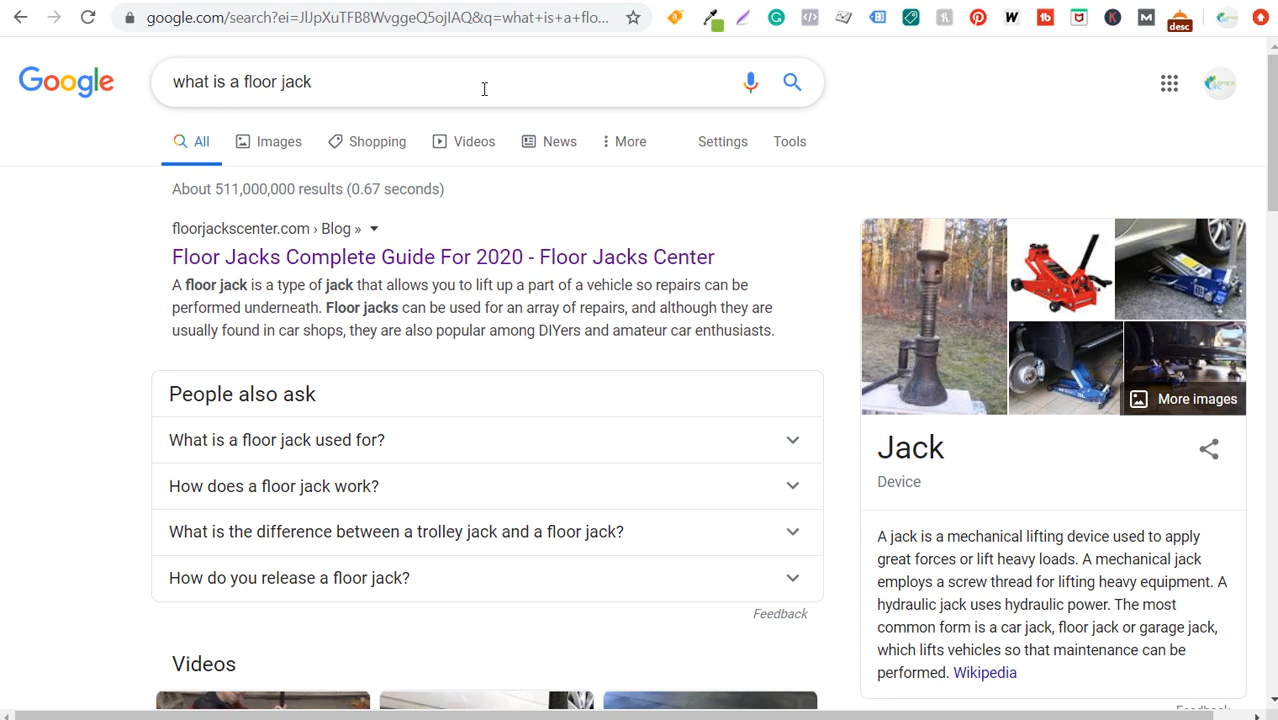 google.com/search?ei=JlJpXuTFB8WvggeQ5ojIAQ&q=what+is+a+flo...
desc
Google
what is a floor jack
All
Images
Shopping
Videos
News
More
Settings
Tools
About 511,000,000 results (0.67 seconds)
floorjackscenter.com › Blog »
Floor Jacks Complete Guide For 2020 - Floor Jacks Center
A floor jack is a type of jack that allows you to lift up a part of a vehicle so repairs can be
performed underneath. Floor jacks can be used for an array of repairs, and although they are
usually found in car shops, they are also popular among DIYers and amateur car enthusiasts.
People also ask
What is a floor jack used for?
How does a floor jack work?
What is the difference between a trolley jack and a floor jack?
How do you release a floor jack?
Feedback
Videos
More images
Jack
Device
A jack is a mechanical lifting device used to apply
great forces or lift heavy loads. A mechanical jack
employs a screw thread for lifting heavy equipment. A
hydraulic jack uses hydraulic power. The most
common form is a car jack, floor jack or garage jack,
which lifts vehicles so that maintenance can be
performed. Wikipedia
Feedback